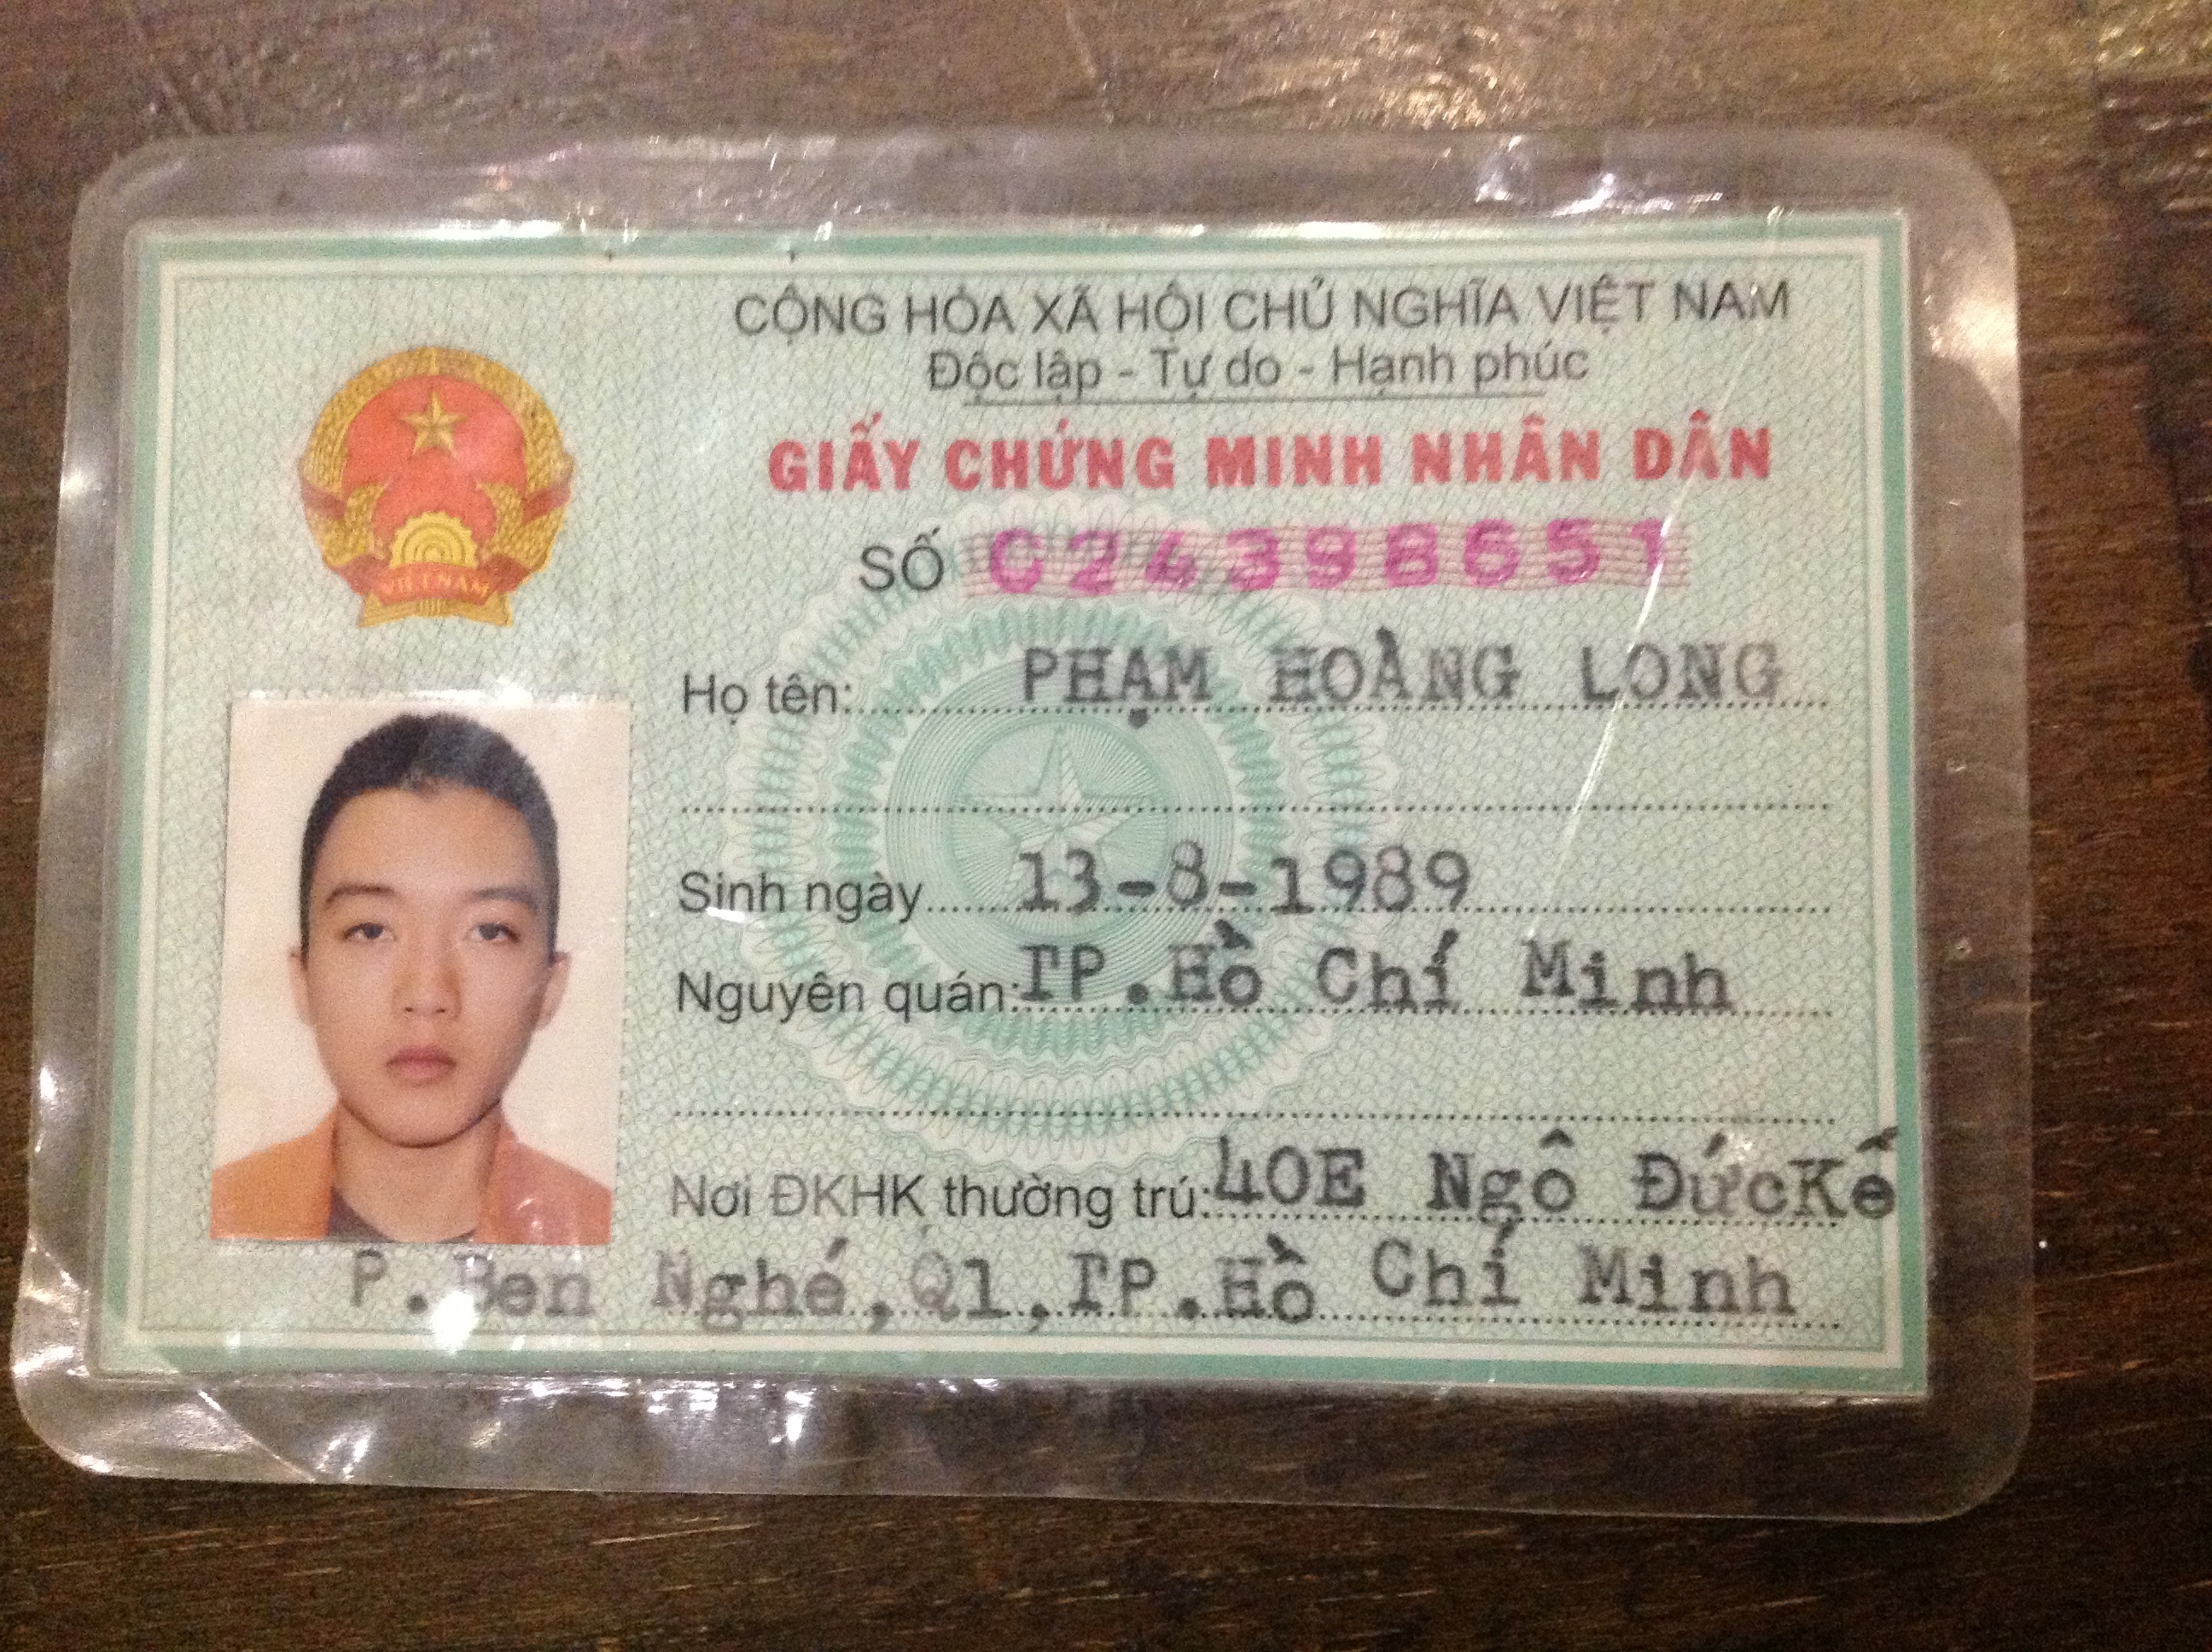 CỘNG HÒA XÃ HỘI CHỦ NGHĨA VIỆT NAM
Độc lập - Tự do - Hạnh phúc
GIẤY CHỨNG MINH NHÂN DÂN
SỐ C24398651
VIETNAM
Họ tên: PHẠM HOÀNG LONG
Sinh ngày 13-8-1989
Nguyên quán: TP.Hồ Chí Minh
Nơi ĐKHK thường trú: 40E Ngô ĐứcKế
P.Ben Nghé,Q1,TP.Hồ Chí Minh